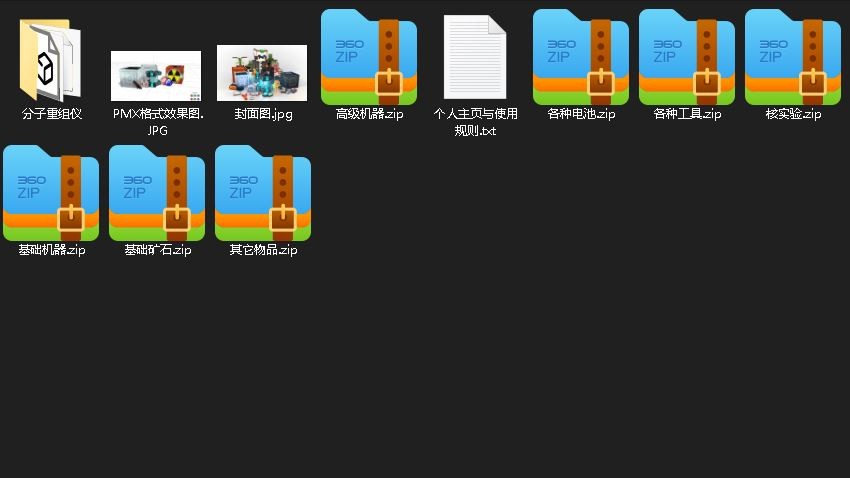 360
ZIP
360
ZIP
360
ZIP
360
ZIP
分子重组仪
PMX格式效果图.
JPG
封面图.jpg
高级机器.zip
个人主页与使用
规则.txt
各种电池.zip
各种工具.zip
核实验.zip
360
ZIP
360
ZIP
360
ZIP
基础机器.zip
基础矿石.zip
其它物品.zip